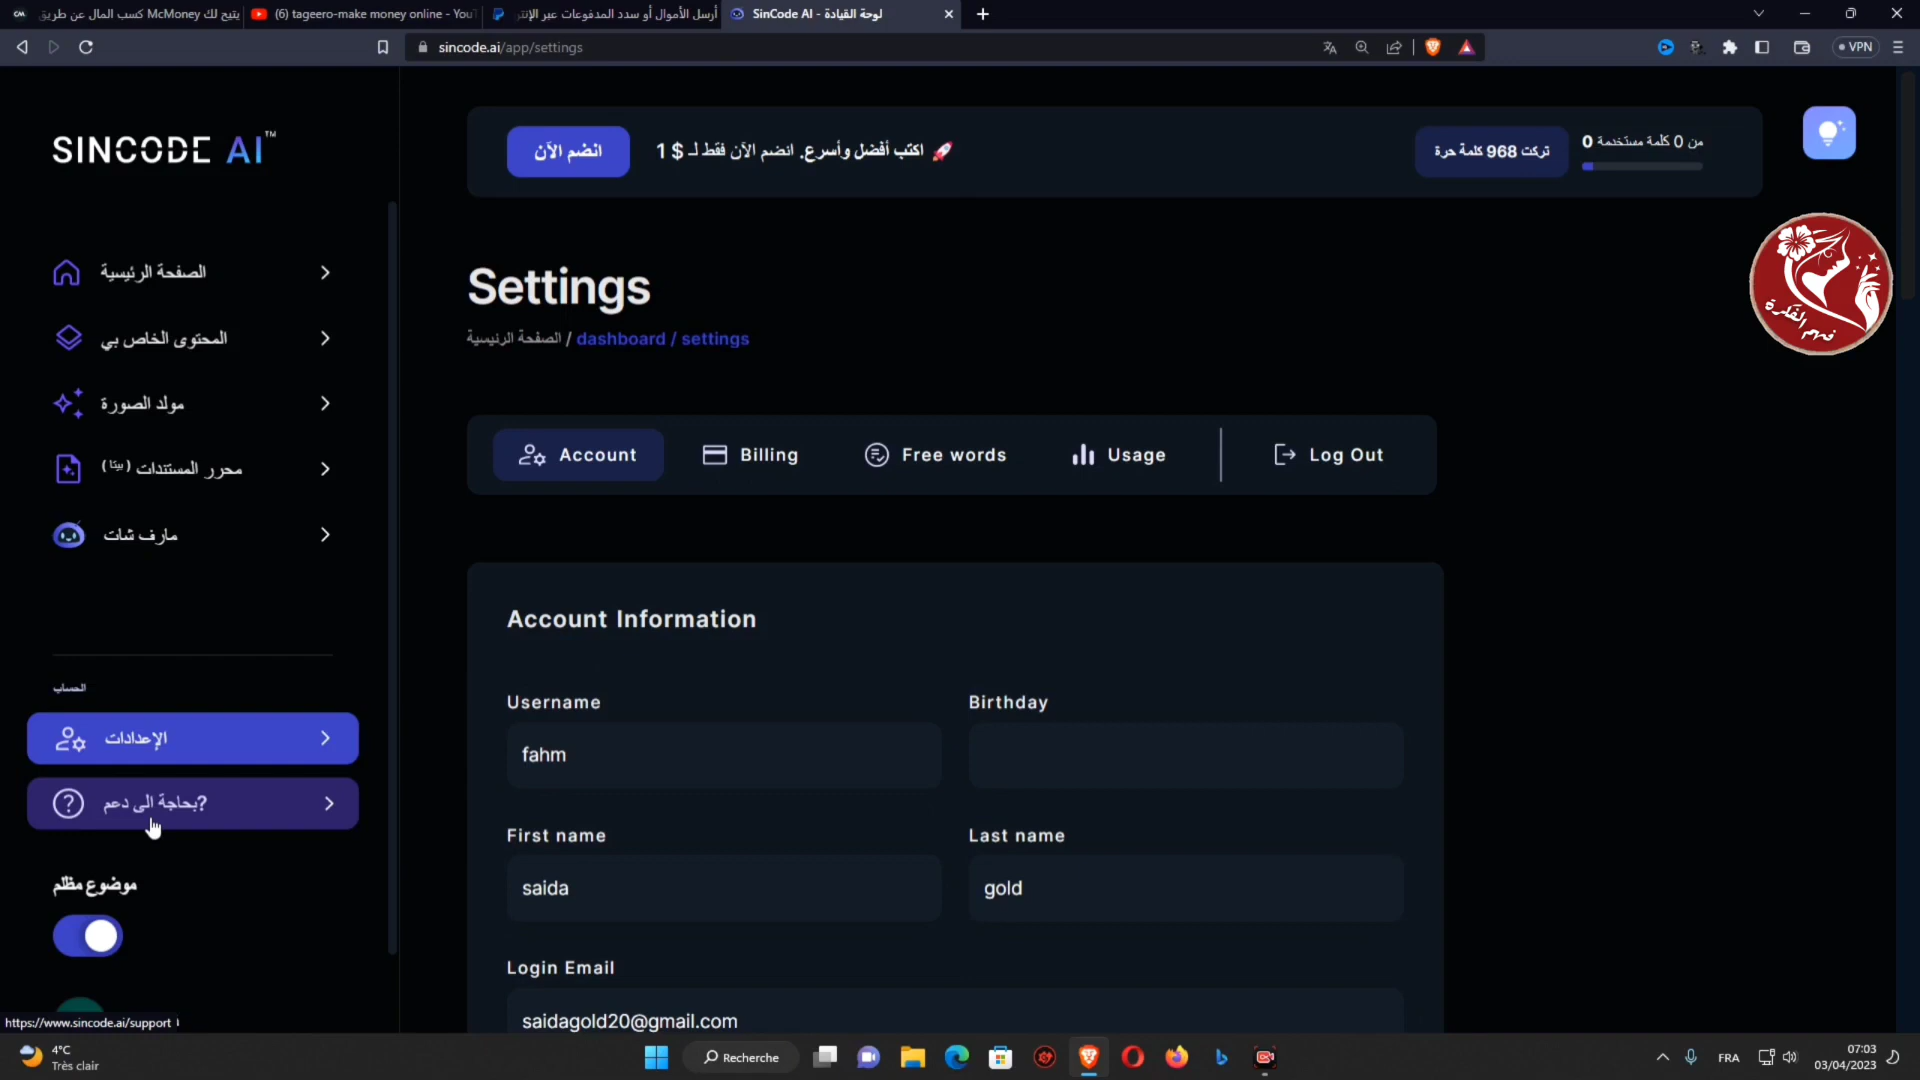 كسب المال عن طريق McMoney يتيح لك
(6) tageero-make money online - You
أرسل الأموال أو سدد المدفوعات عبر الإنتر
SinCode AI - لوحة القيادة
sincode.ai/app/settings
VPN
SINCODE AI™
انضم الآن
اكتب أفضل وأسرع. انضم الآن فقط لـ $ 1 🚀
تركت 968 كلمة حرة
من 0 كلمة مستخدمة 0
فهم الفكرة
الصفحة الرئيسية
المحتوى الخاص بي
مولد الصورة
محرر المستندات (بيتا)
مارف شات
الحساب
الإعدادات
بحاجة الى دعم?
موضوع مظلم
Settings
الصفحة الرئيسية / dashboard / settings
Account
Billing
Free words
Usage
Log Out
Account Information
Username
Birthday
fahm
First name
Last name
saida
gold
Login Email
saidagold20@gmail.com
https://www.sincode.ai/support
4°C
Très clair
Recherche
FRA
07:03
03/04/2023